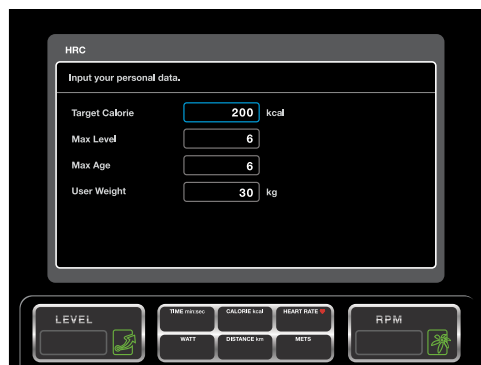 HRC
Input your personal data.
Target Calorie 200 kcal
Max Level 6
Max Age 6
User Weight 30 kg
LEVEL
TIME min:sec CALORIE kcal HEART RATE
WATT DISTANCE km METS
RPM